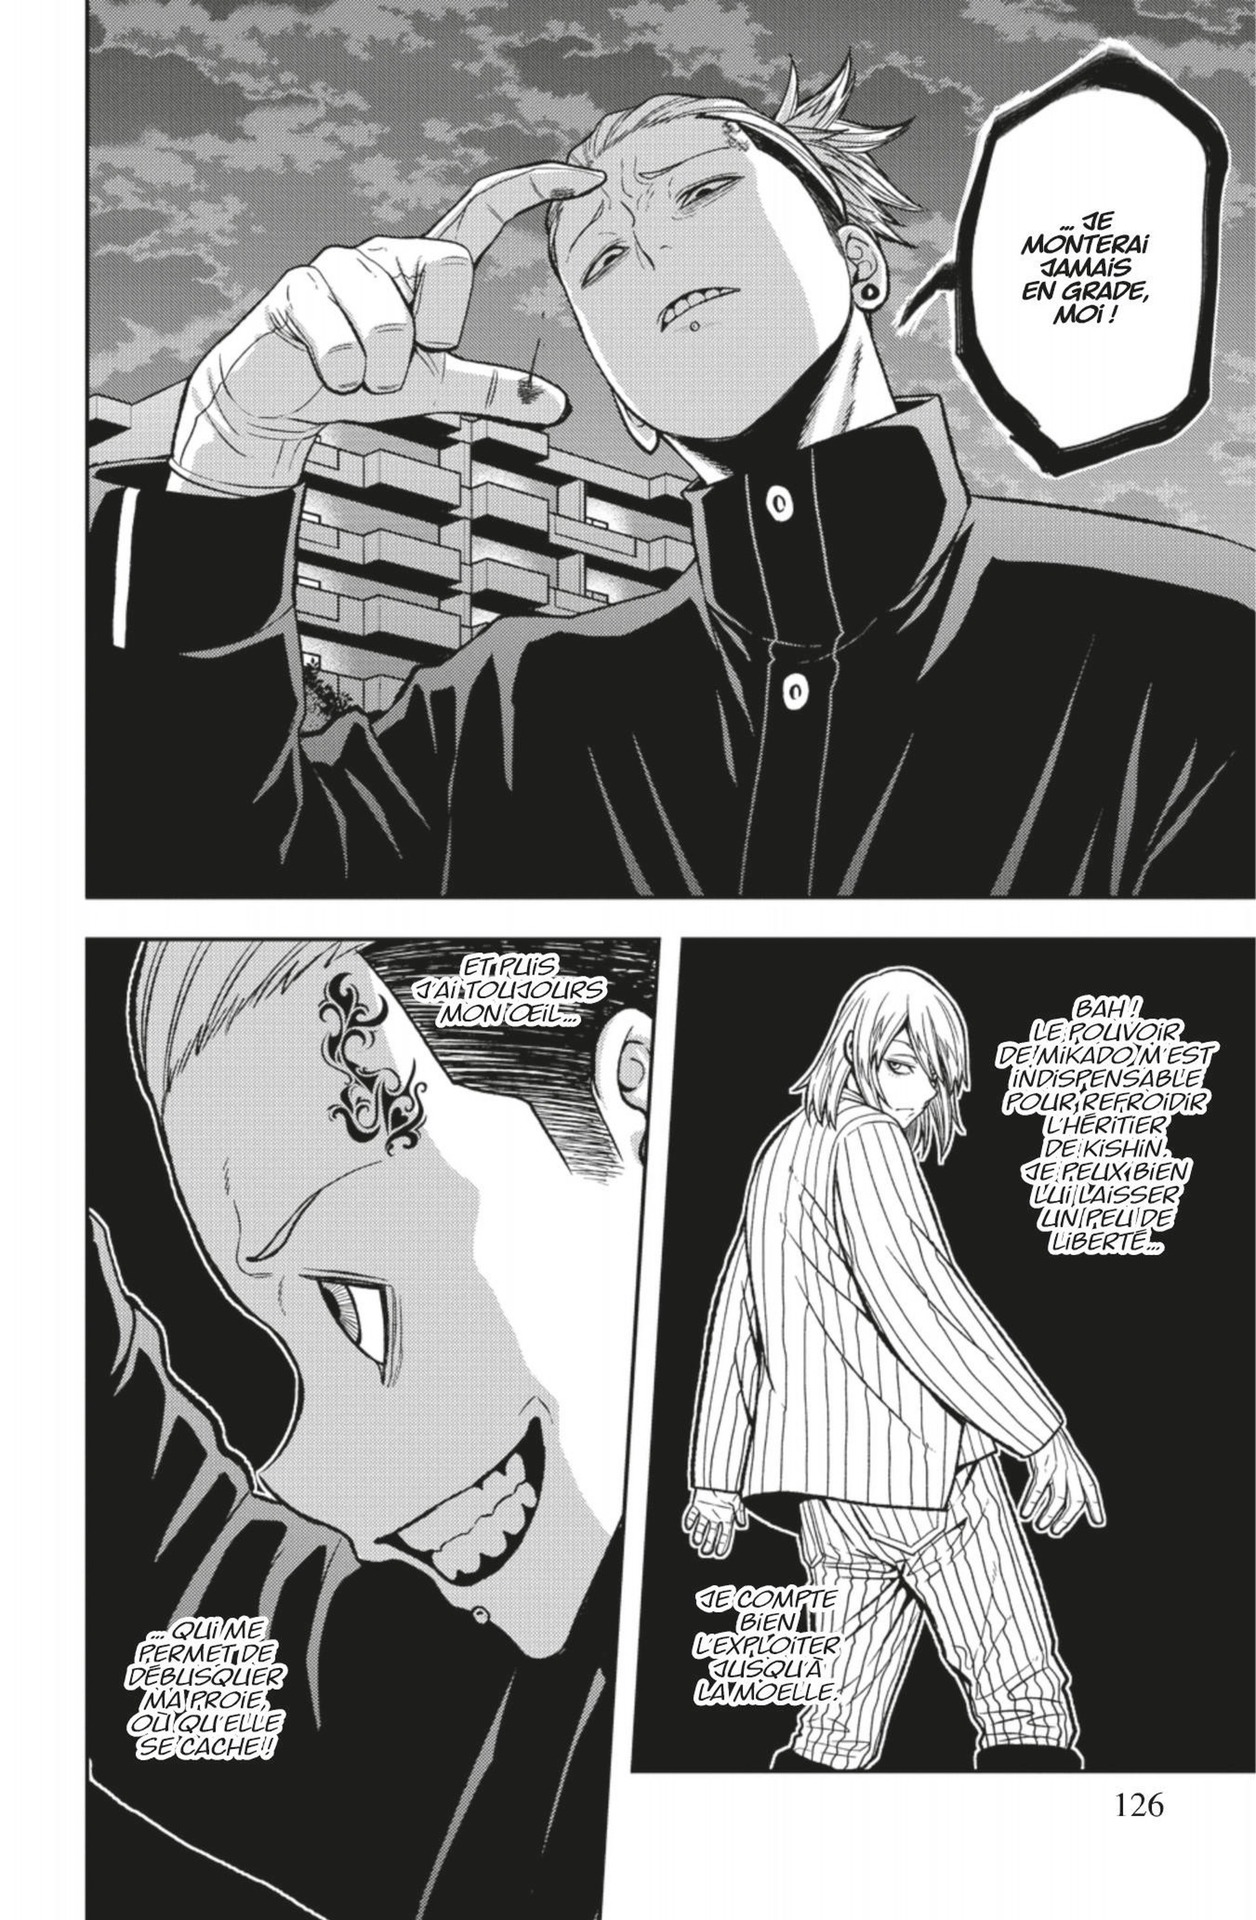 ... JE
MONTERAI
JAMAIS
EN GRADE,
MOI !
BAH !
LE POUVOIR
DE MIKADO M'EST
INDISPENSABLE
POUR REFROIDIR
L'HÉRITIER
DE KISHIN.
JE PEUX BIEN
LUI LAISSER
UN PEU DE
LIBERTÉ...
JE COMPTE
BIEN
L'EXPLOITER
JUSQU'À
LA MOELLE.
ET PUIS
J'AI TOUJOURS
MON ŒIL...
... QUI ME
PERMET DE
DÉBUSQUER
MA PROIE,
OÙ QU'ELLE
SE CACHE !!
126